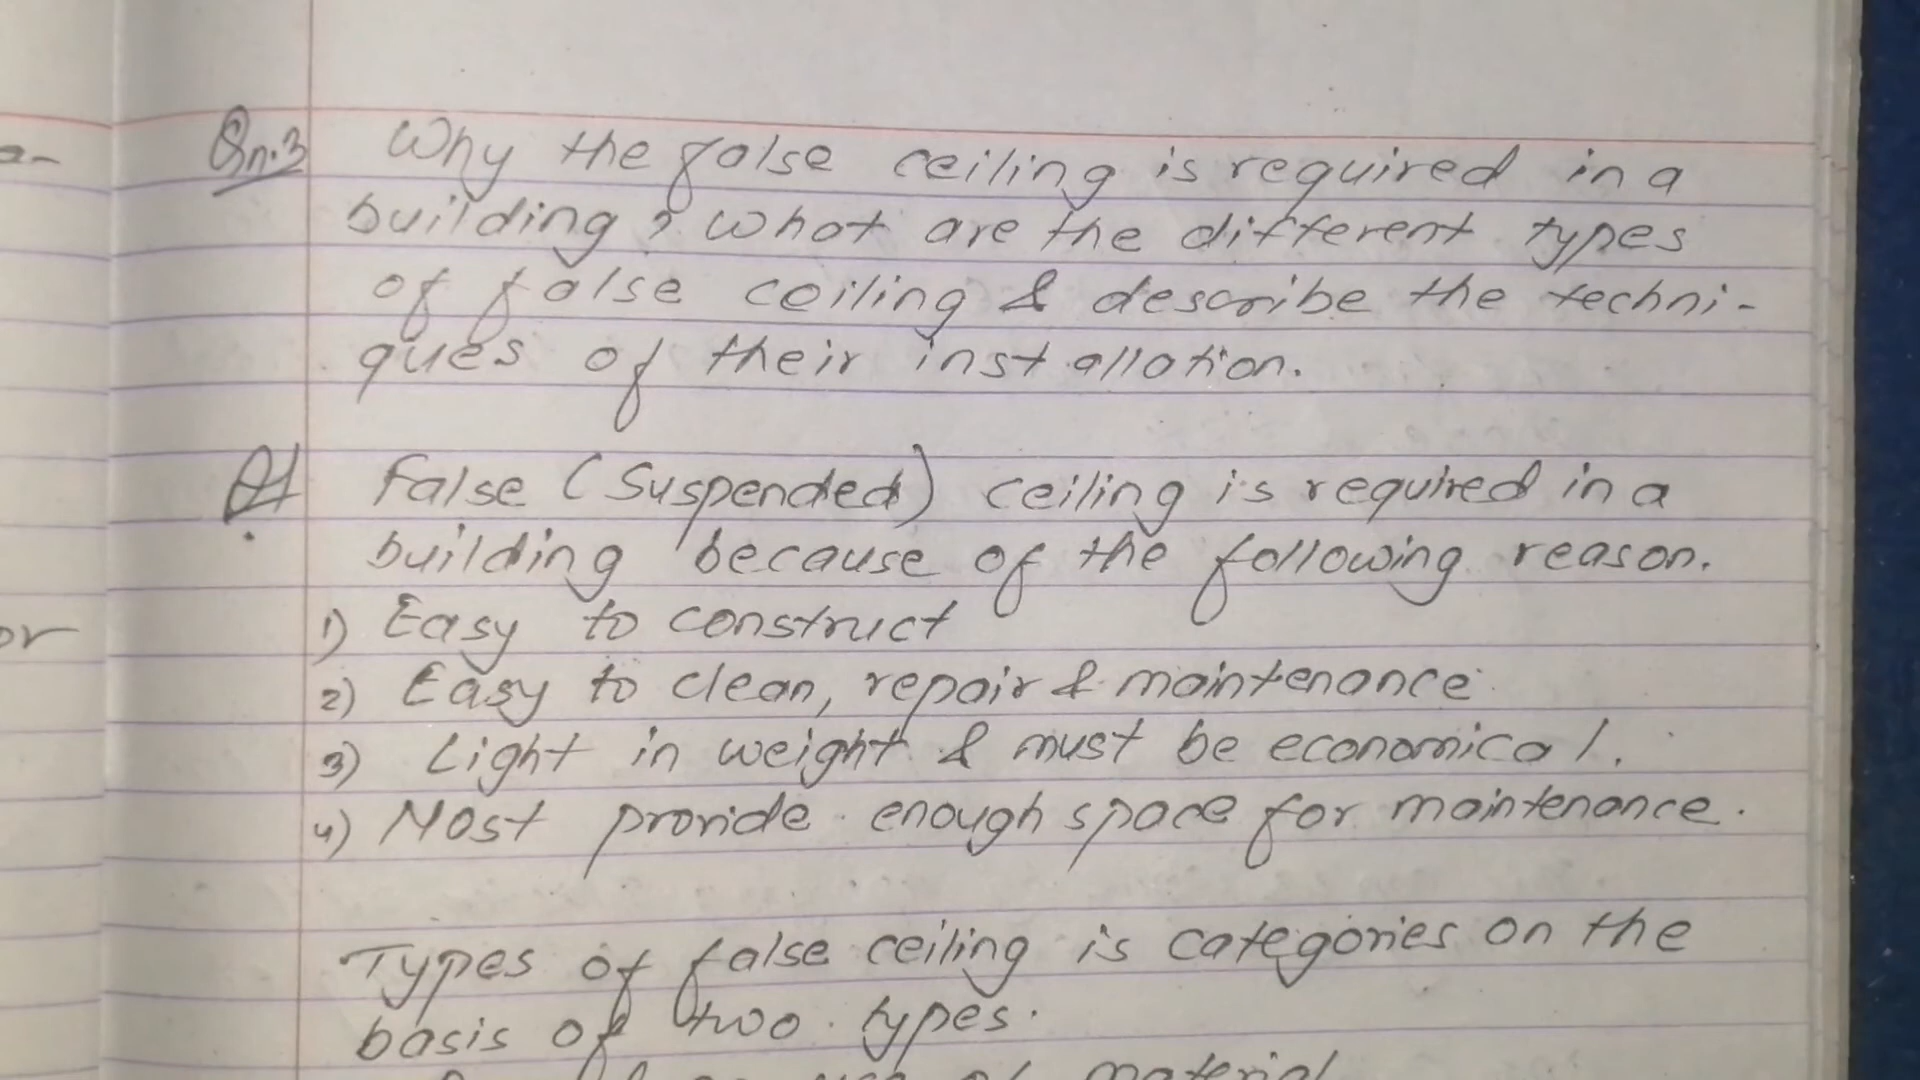 Qn.3 Why the false ceiling is required in a
building? What are the different types
of false ceiling & describe the techni-
ques of their installation.
False (Suspended) ceiling is required in a
building because of the following reason.
1) Easy to construct
2) Easy to clean, repair & maintenance
3) Light in weight & must be economical.
4) Most provide enough space for maintenance.
Types of false ceiling is categories on the
basis of two types.
of material